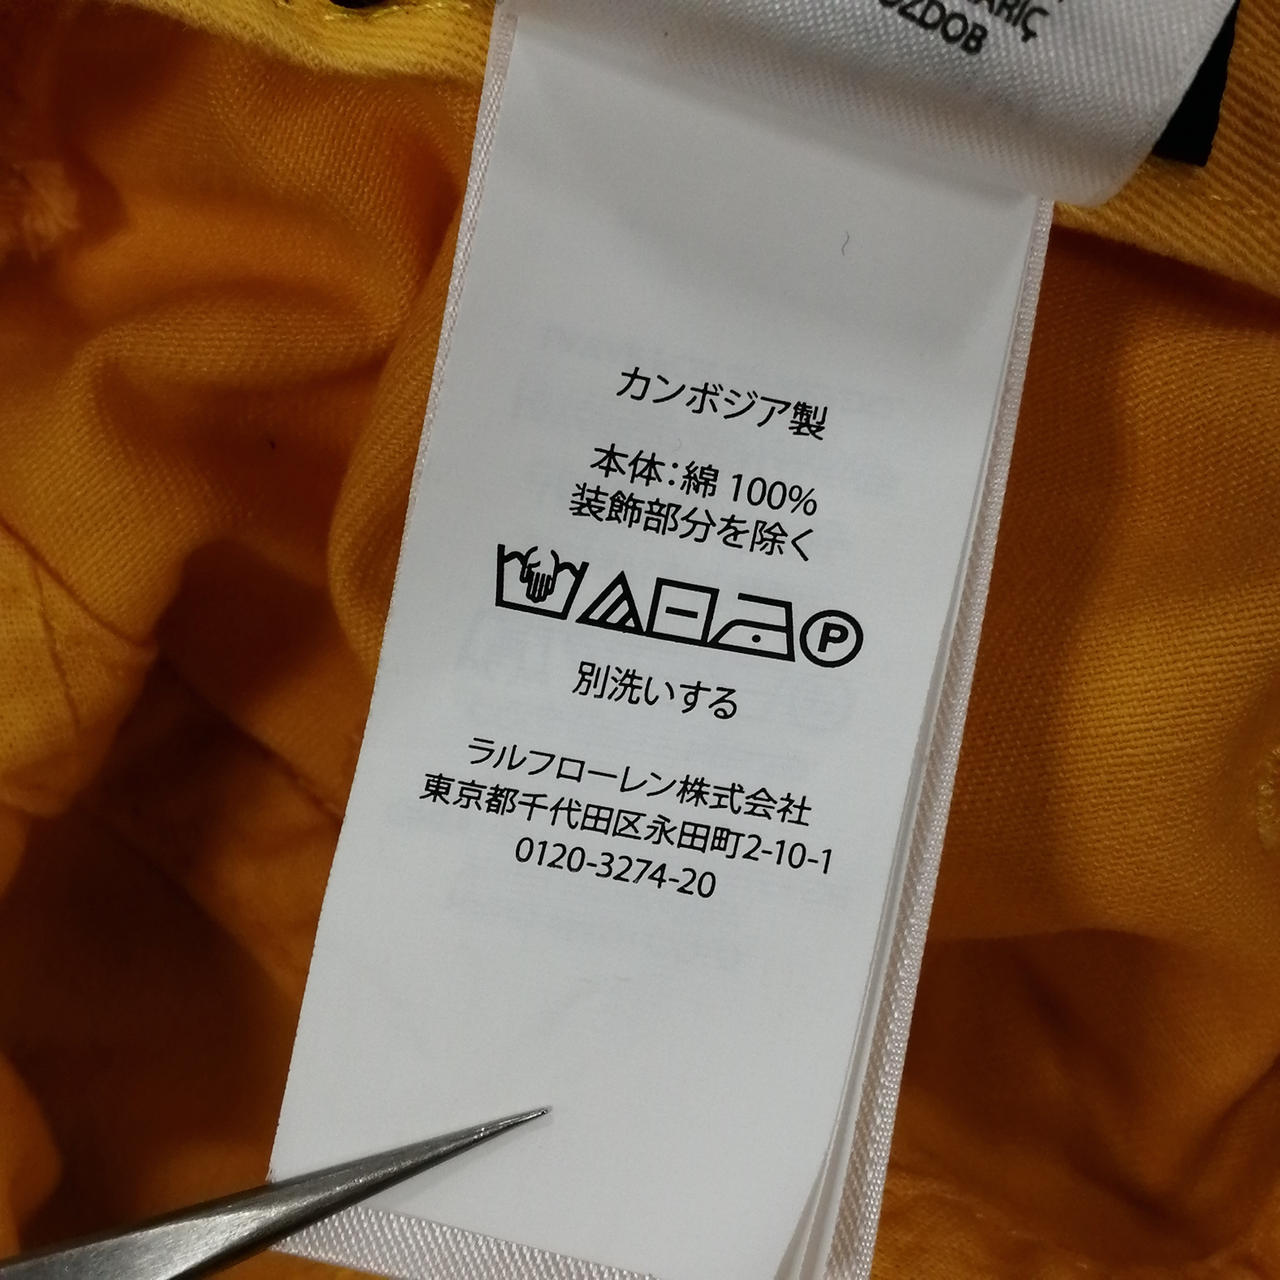 カンボジア製
本体：綿 100%
装飾部分を除く
P
別洗いする
ラルフローレン株式会社
東京都千代田区永田町2-10-1
0120-3274-20